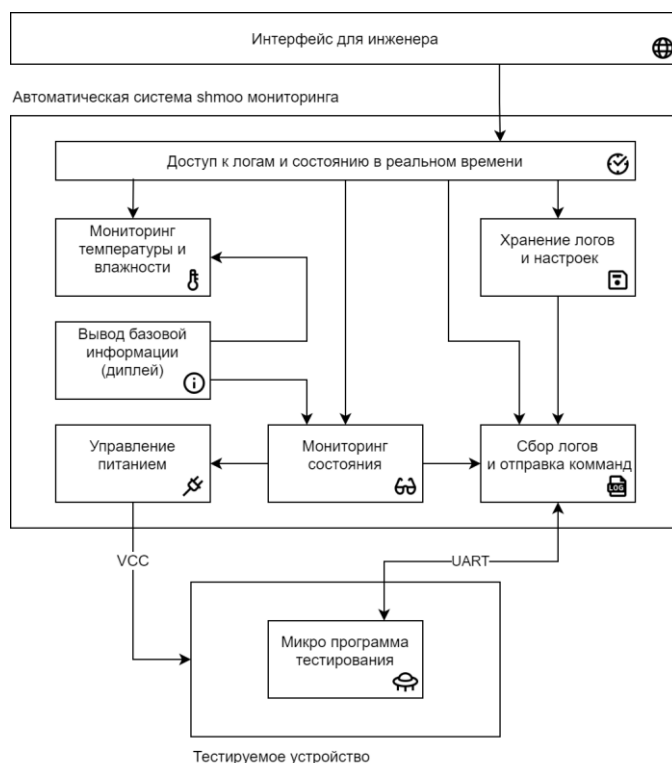 Интерфейс для инженера
Автоматическая система shmoo мониторинга
Доступ к логам и состоянию в реальном времени
Мониторинг
температуры и
влажности
Хранение логов
и настроек
Вывод базовой
информации
(диплей)
Управление
питанием
Мониторинг
состояния
Сбор логов
и отправка комманд
LOG
VCC
UART
Микро программа
тестирования
Тестируемое устройство